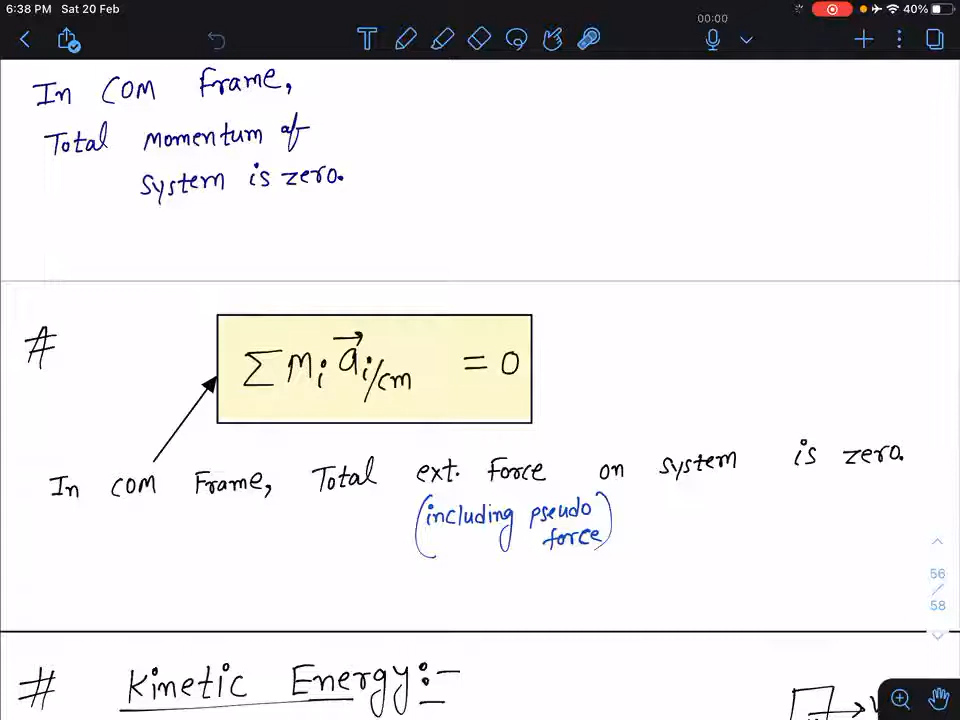 6:38 PM Sat 20 Feb
00:00
40%
T
In COM Frame,
Total momentum of
system is zero.
# Σ mᵢ a⃗ᵢ/cm = 0
In COM Frame, Total ext. Force on system is zero.
(including pseudo
force)
56
/
58
# Kinetic Energy:-